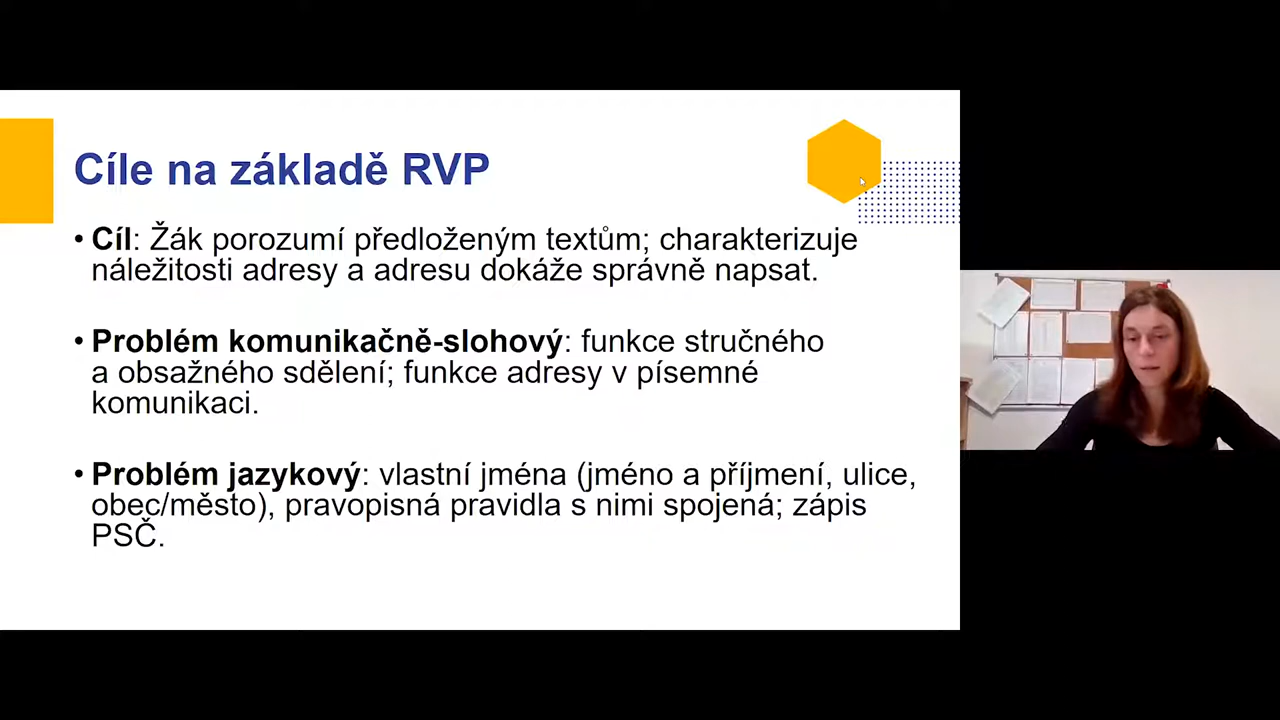 Cíle na základě RVP
• Cíl: Žák porozumí předloženým textům; charakterizuje
náležitosti adresy a adresu dokáže správně napsat.
• Problém komunikačně-slohový: funkce stručného
a obsažného sdělení; funkce adresy v písemné
komunikaci.
• Problém jazykový: vlastní jména (jméno a příjmení, ulice,
obec/město), pravopisná pravidla s nimi spojená; zápis
PSČ.